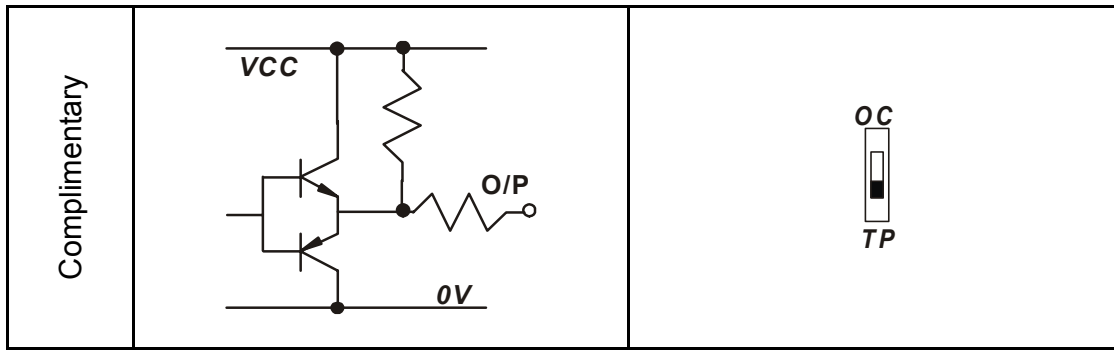 Complimentary
VCC
O/P
0V
OC
TP